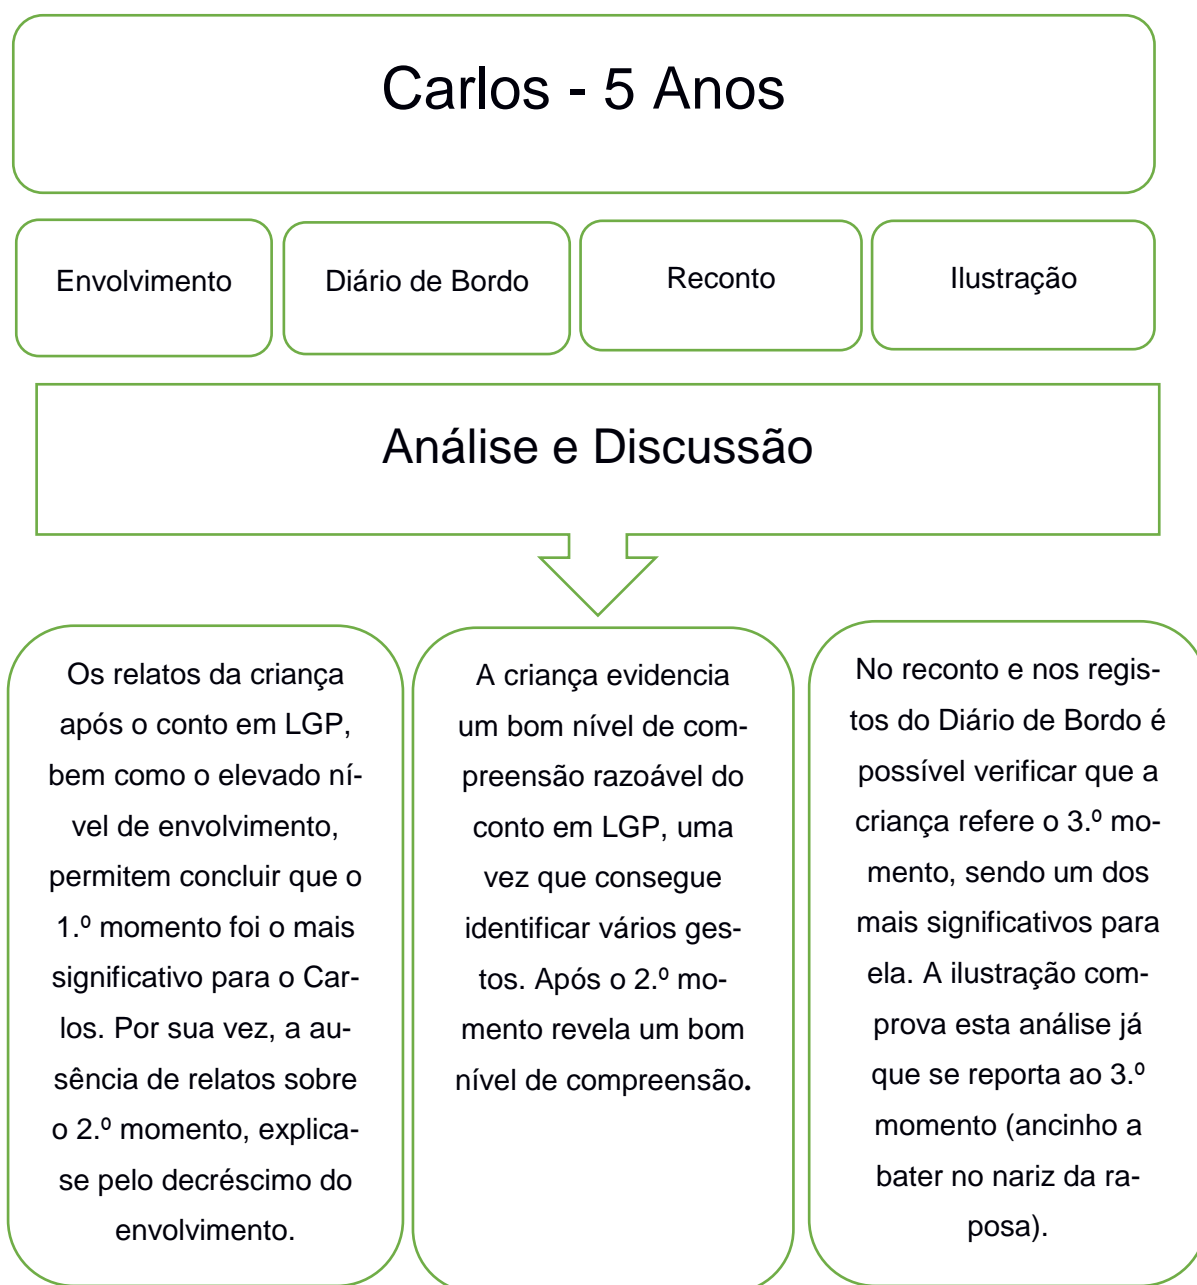 Carlos - 5 Anos
Envolvimento
Diário de Bordo
Reconto
Ilustração
Análise e Discussão
Os relatos da criança
após o conto em LGP,
bem como o elevado ní-
vel de envolvimento,
permitem concluir que o
1.º momento foi o mais
significativo para o Car-
los. Por sua vez, a au-
sência de relatos sobre
o 2.º momento, explica-
se pelo decréscimo do
envolvimento.
A criança evidencia
um bom nível de com-
preensão razoável do
conto em LGP, uma
vez que consegue
identificar vários ges-
tos. Após o 2.º mo-
mento revela um bom
nível de compreensão.
No reconto e nos regis-
tos do Diário de Bordo é
possível verificar que a
criança refere o 3.º mo-
mento, sendo um dos
mais significativos para
ela. A ilustração com-
prova esta análise já
que se reporta ao 3.º
momento (ancinho a
bater no nariz da ra-
posa).